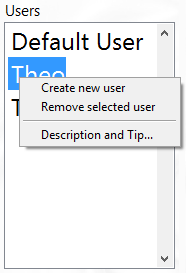 Users
Default User
Theo
Create new user
Remove selected user
Description and Tip...